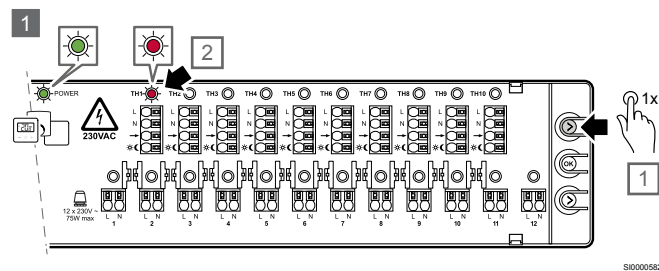 1
2
POWER
TH1 TH2 TH3 TH4 TH5 TH6 TH7 TH8 TH9 TH10
1x
L
N
230VAC
OK
1
12 x 230V ~
75W max
L N L N L N L N L N L N L N L N L N L N L N L N
1 2 3 4 5 6 7 8 9 10 11 12
SI0000582